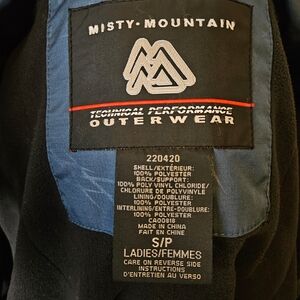 MISTY·MOUNTAIN
TECHNICAL PERFORMANCE
OUTERWEAR
220420
SHELL/EXTÉRIEUR:
100% POLYESTER
BACK/SUPPORT:
100% POLY VINYL CHLORIDE/
CHLORURE DE POLYVINYLE
LINING/DOUBLURE:
100% POLYESTER
INTERLINING/ENTRE-DOUBLURE:
100% POLYESTER
CA00818
MADE IN CHINA
FAIT EN CHINE
S/P
LADIES/FEMMES
CARE ON REVERSE SIDE
INSTRUCTIONS
D'ENTRETIEN AU VERSO